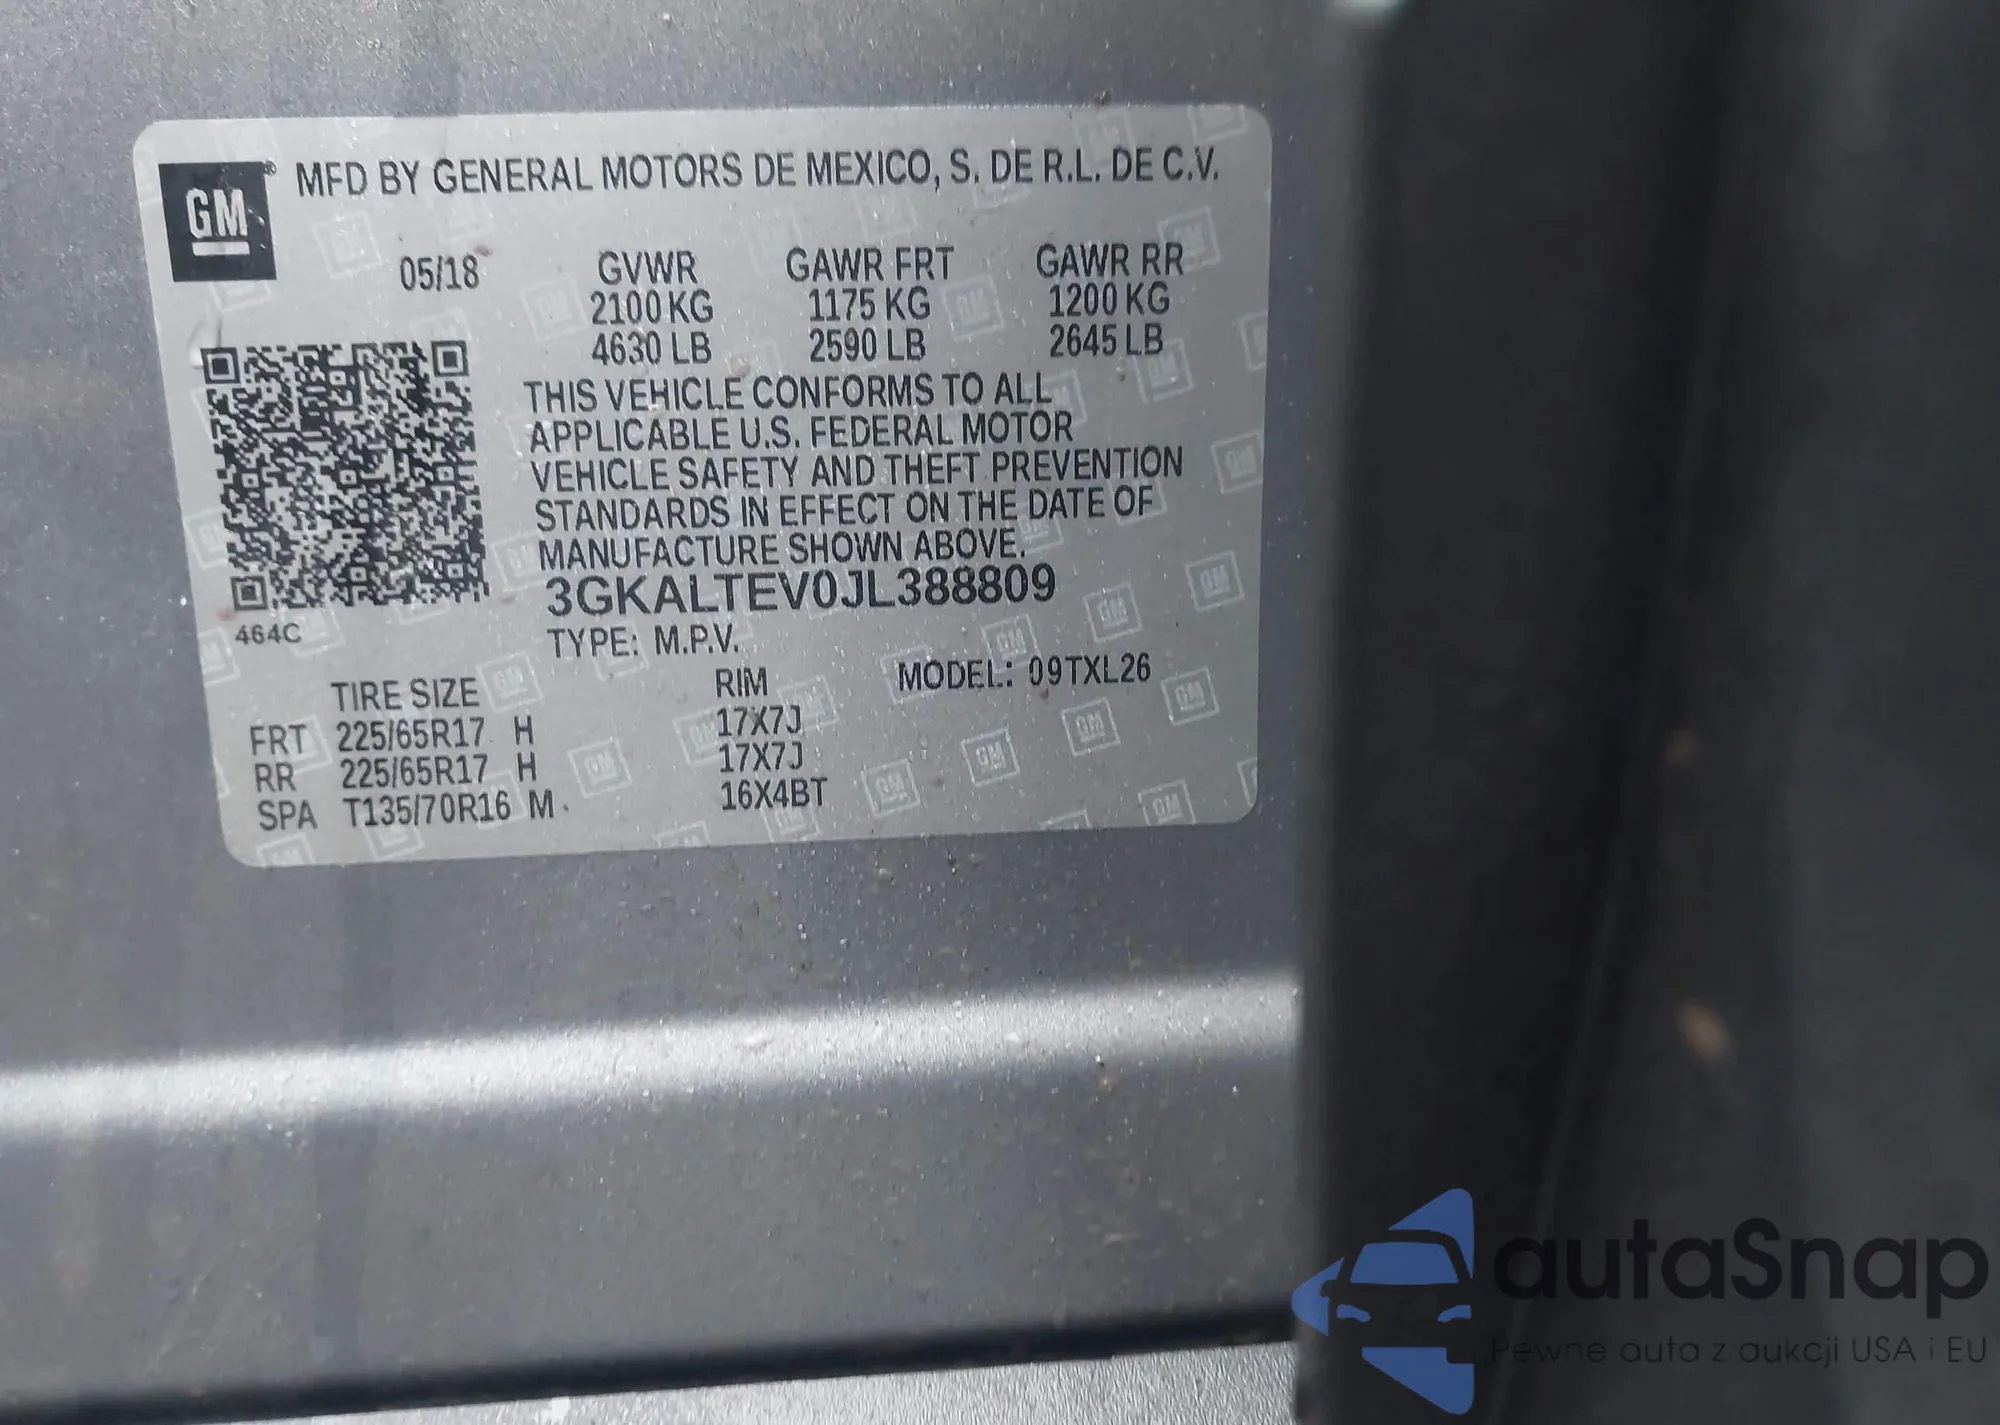 GM® MFD BY GENERAL MOTORS DE MEXICO, S. DE R.L. DE C.V.
05/18 GVWR GAWR FRT GAWR RR
2100 KG 1175 KG 1200 KG
4630 LB 2590 LB 2645 LB
THIS VEHICLE CONFORMS TO ALL
APPLICABLE U.S. FEDERAL MOTOR
VEHICLE SAFETY AND THEFT PREVENTION
STANDARDS IN EFFECT ON THE DATE OF
MANUFACTURE SHOWN ABOVE.
3GKALTEV0JL388809
464C
TYPE: M.P.V.
TIRE SIZE RIM MODEL: 09TXL26
FRT 225/65R17 H 17X7J
RR 225/65R17 H 17X7J
SPA T135/70R16 M 16X4BT
autaSnap
Pewne auta z aukcji USA i EU